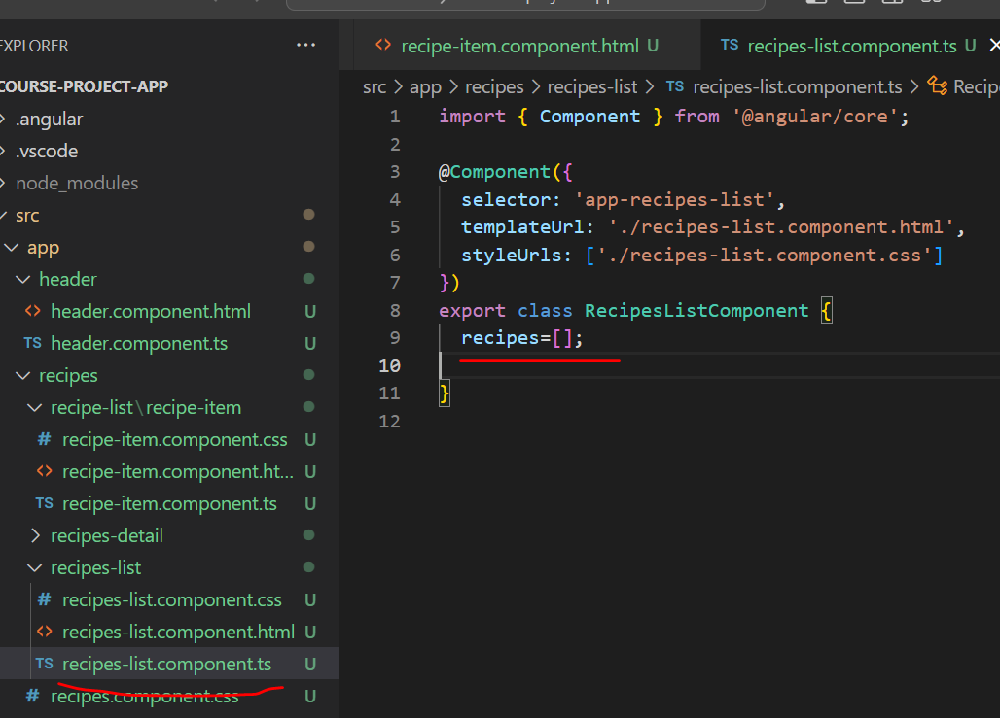 EXPLORER ...
COURSE-PROJECT-APP
.angular
.vscode
node_modules
src
app
header
<> header.component.html U
TS header.component.ts U
recipes
recipe-list\recipe-item
# recipe-item.component.css U
<> recipe-item.component.ht... U
TS recipe-item.component.ts U
recipes-detail
recipes-list
# recipes-list.component.css U
<> recipes-list.component.html U
TS recipes-list.component.ts U
# recipes.component.css U
<> recipe-item.component.html U
TS recipes-list.component.ts U
src > app > recipes > recipes-list > TS recipes-list.component.ts > Recip
1 import { Component } from '@angular/core';
2
3 @Component({
4 selector: 'app-recipes-list',
5 templateUrl: './recipes-list.component.html',
6 styleUrls: ['./recipes-list.component.css']
7 })
8 export class RecipesListComponent {
9 recipes=[];
10
11 }
12